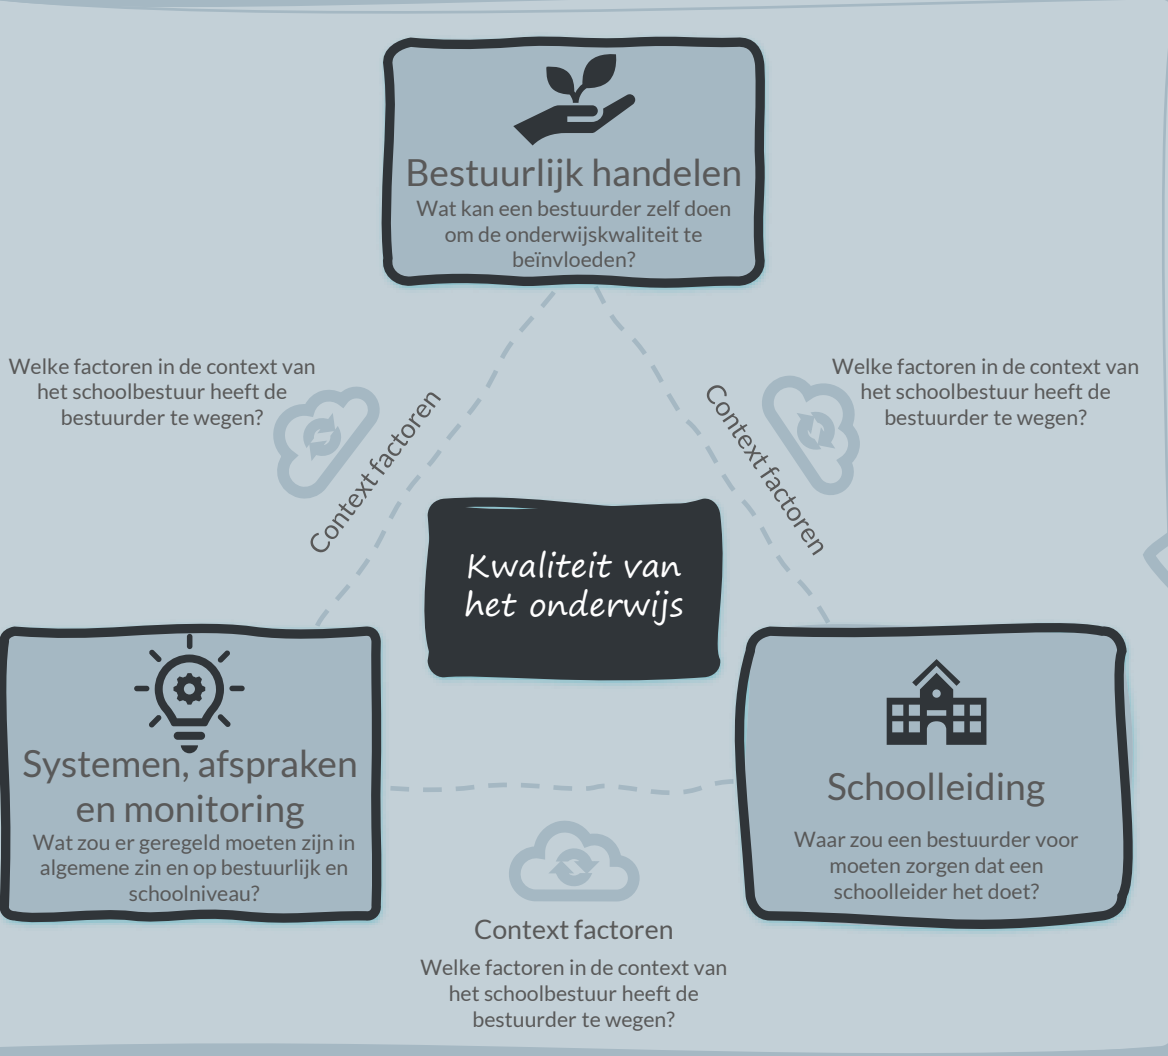 Bestuurlijk handelen
Wat kan een bestuurder zelf doen
om de onderwijskwaliteit te
beïnvloeden?
Welke factoren in de context van
het schoolbestuur heeft de
bestuurder te wegen?
Context factoren
Context factoren
Welke factoren in de context van
het schoolbestuur heeft de
bestuurder te wegen?
Kwaliteit van
het onderwijs
Systemen, afspraken
en monitoring
Wat zou er geregeld moeten zijn in
algemene zin en op bestuurlijk en
schoolniveau?
Schoolleiding
Waar zou een bestuurder voor
moeten zorgen dat een
schoolleider het doet?
Context factoren
Welke factoren in de context van
het schoolbestuur heeft de
bestuurder te wegen?